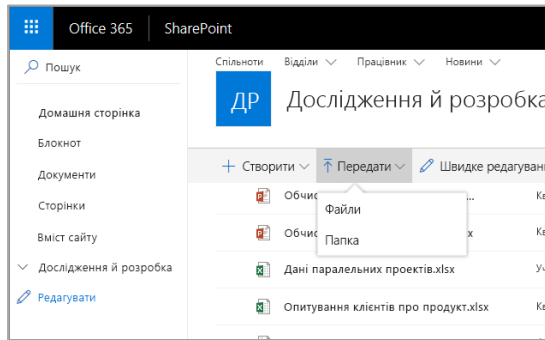 Office 365 SharePoint
Пошук
Домашня сторінка
Блокнот
Документи
Сторінки
Вміст сайту
Дослідження й розробка
Редагувати
Спільноти Відділи Працівник Новини
ДР Дослідження й розробка
Створити Передати Швидке редагуван
Файли
Папка
Обчис ...
Обчис x
Дані паралельних проектів.xlsx
Опитування клієнтів про продукт.xlsx